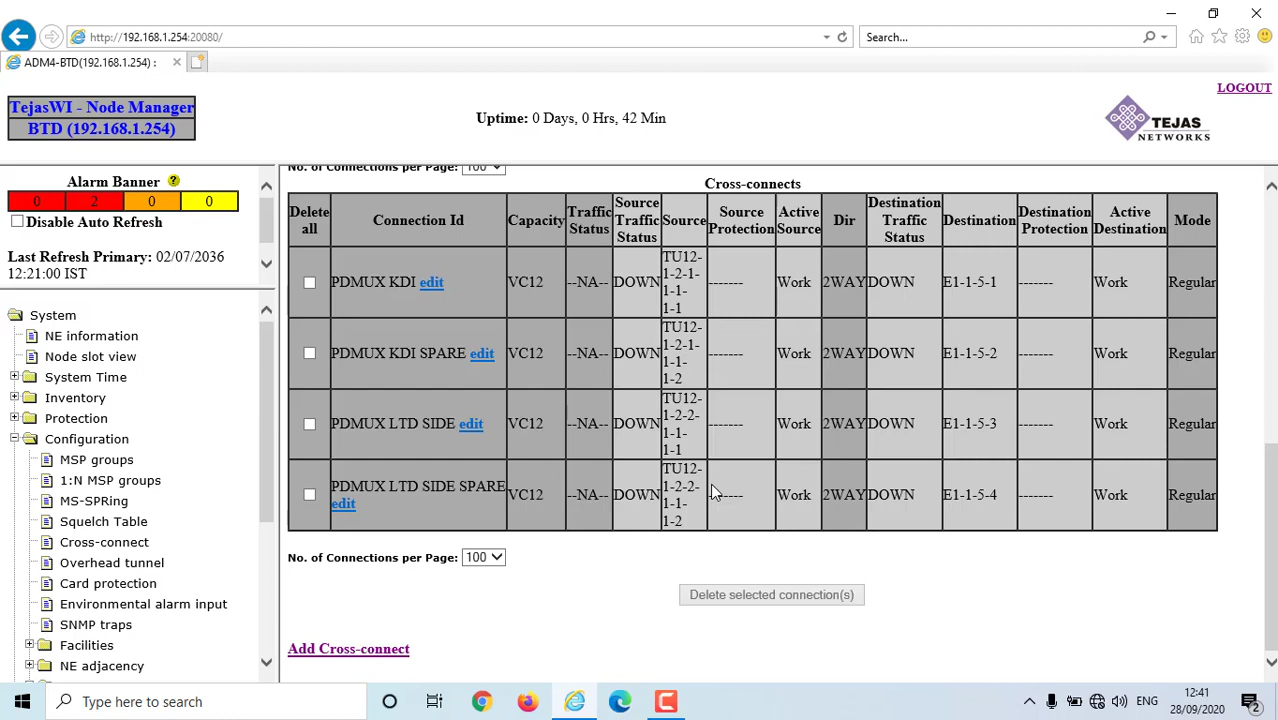 http://192.168.1.254:20080/
Search...
ADM4-BTD(192.168.1.254) :
LOGOUT
TejasWI - Node Manager
BTD (192.168.1.254)
Uptime: 0 Days, 0 Hrs, 42 Min
TEJAS
NETWORKS
Alarm Banner ?
0 2 0 0
Disable Auto Refresh
Last Refresh Primary: 02/07/2036
12:21:00 IST
System
NE information
Node slot view
System Time
Inventory
Protection
Configuration
MSP groups
1:N MSP groups
MS-SPRing
Squelch Table
Cross-connect
Overhead tunnel
Card protection
Environmental alarm input
SNMP traps
Facilities
NE adjacency
No. of Connections per Page: 100
Cross-connects
Delete all Connection Id Capacity Traffic Status Source Traffic Status Source Source Protection Active Source Dir Destination Traffic Status Destination Destination Protection Active Destination Mode
PDMUX KDI edit VC12 --NA-- DOWN TU12-1-2-1-1-1-1-1 ------- Work 2WAY DOWN E1-1-5-1 ------- Work Regular
PDMUX KDI SPARE edit VC12 --NA-- DOWN TU12-1-2-1-1-1-1-2 ------- Work 2WAY DOWN E1-1-5-2 ------- Work Regular
PDMUX LTD SIDE edit VC12 --NA-- DOWN TU12-1-2-2-1-1-1-1 ------- Work 2WAY DOWN E1-1-5-3 ------- Work Regular
PDMUX LTD SIDE SPARE edit VC12 --NA-- DOWN TU12-1-2-2-1-1-1-2 ------- Work 2WAY DOWN E1-1-5-4 ------- Work Regular
No. of Connections per Page: 100
Delete selected connection(s)
Add Cross-connect
Type here to search
ENG
12:41
28/09/2020
2